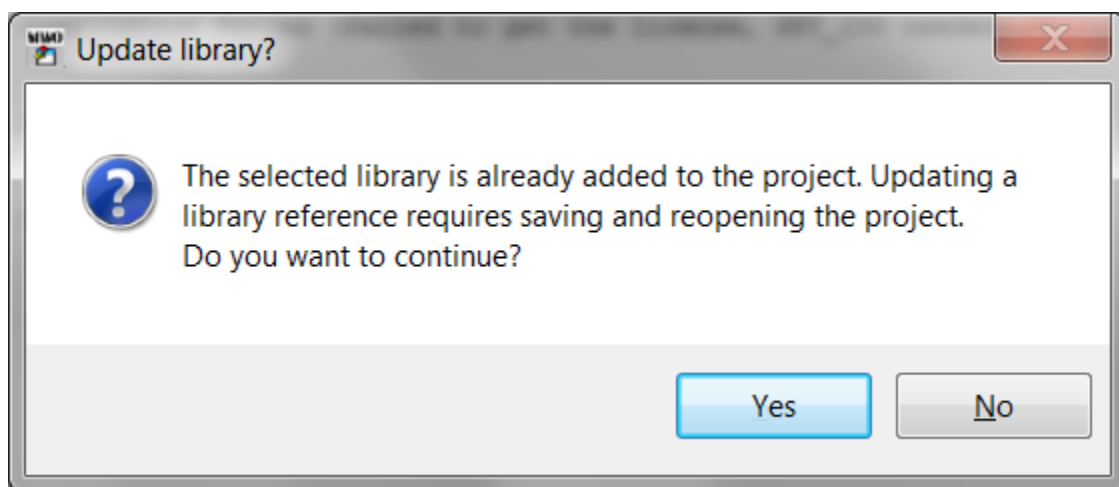 Update library?
The selected library is already added to the project. Updating a
library reference requires saving and reopening the project.
Do you want to continue?
Yes
No